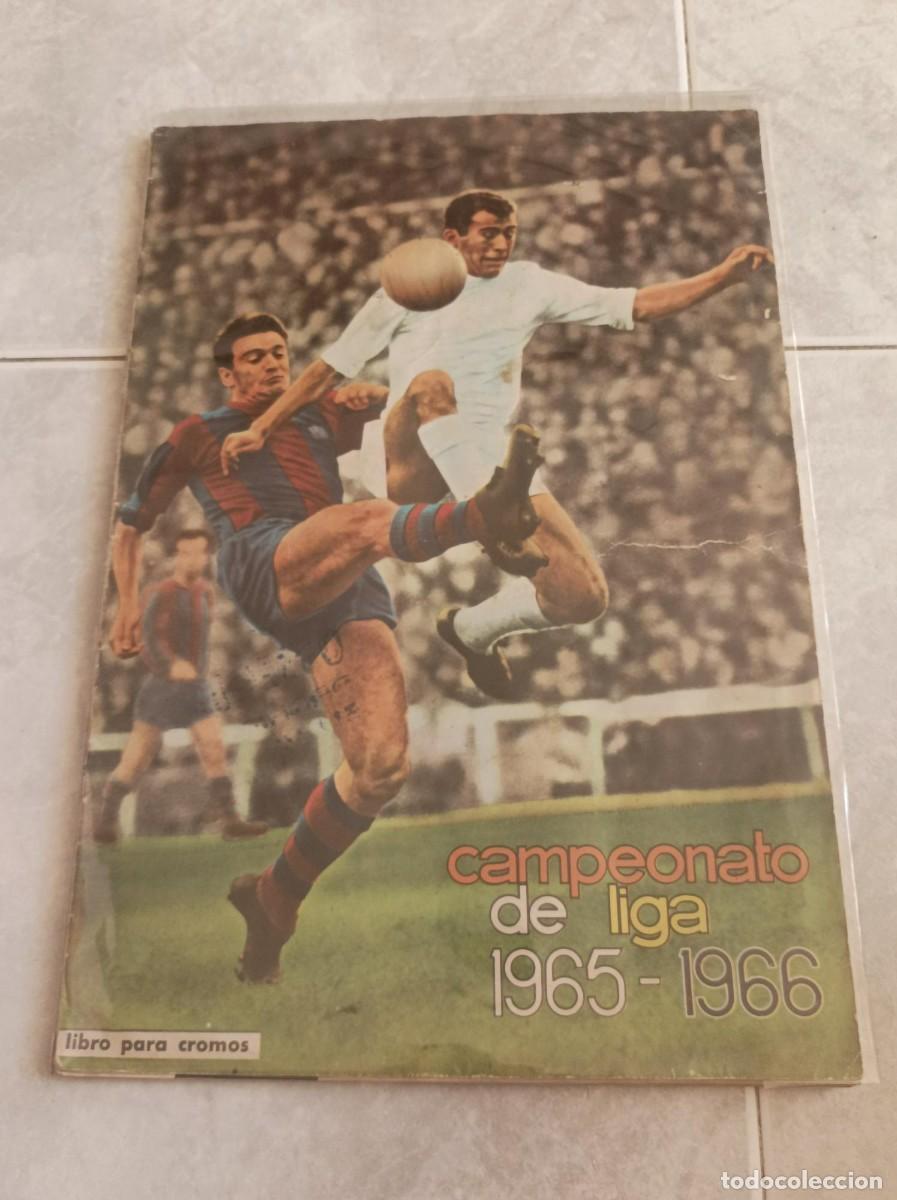 campeonato
de liga
1965-1966
libro para cromos
todocoleccion